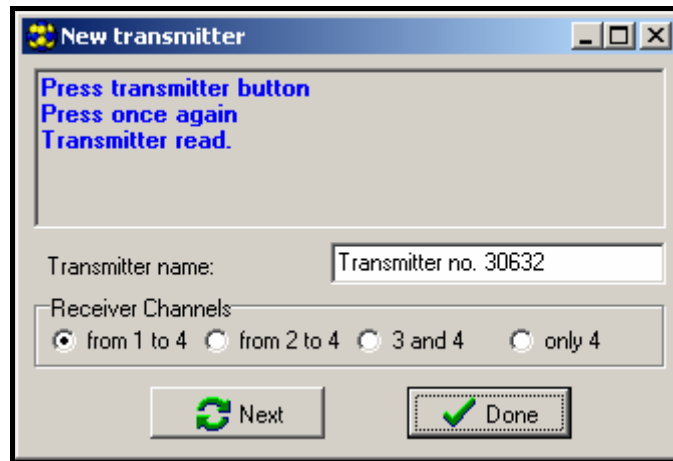 New transmitter
Press transmitter button
Press once again
Transmitter read.
Transmitter name: Transmitter no. 30632
Receiver Channels
from 1 to 4 from 2 to 4 3 and 4 only 4
Next Done